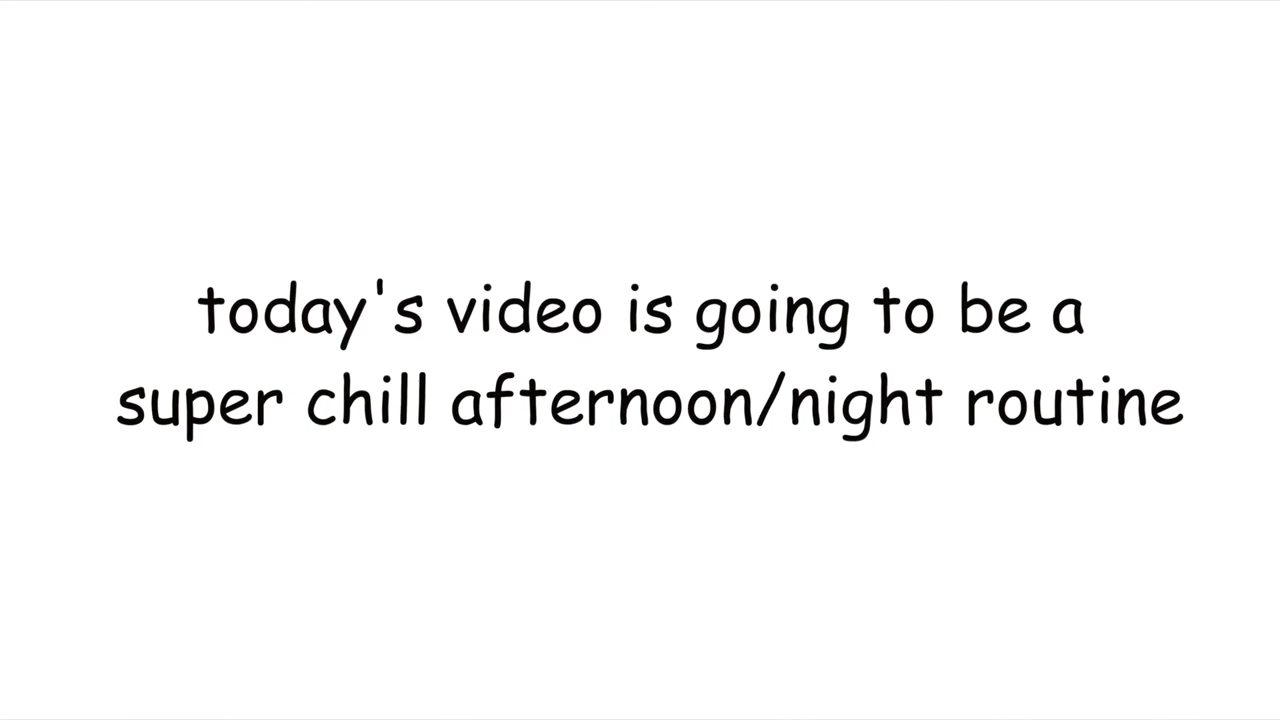 today's video is going to be a
super chill afternoon/night routine